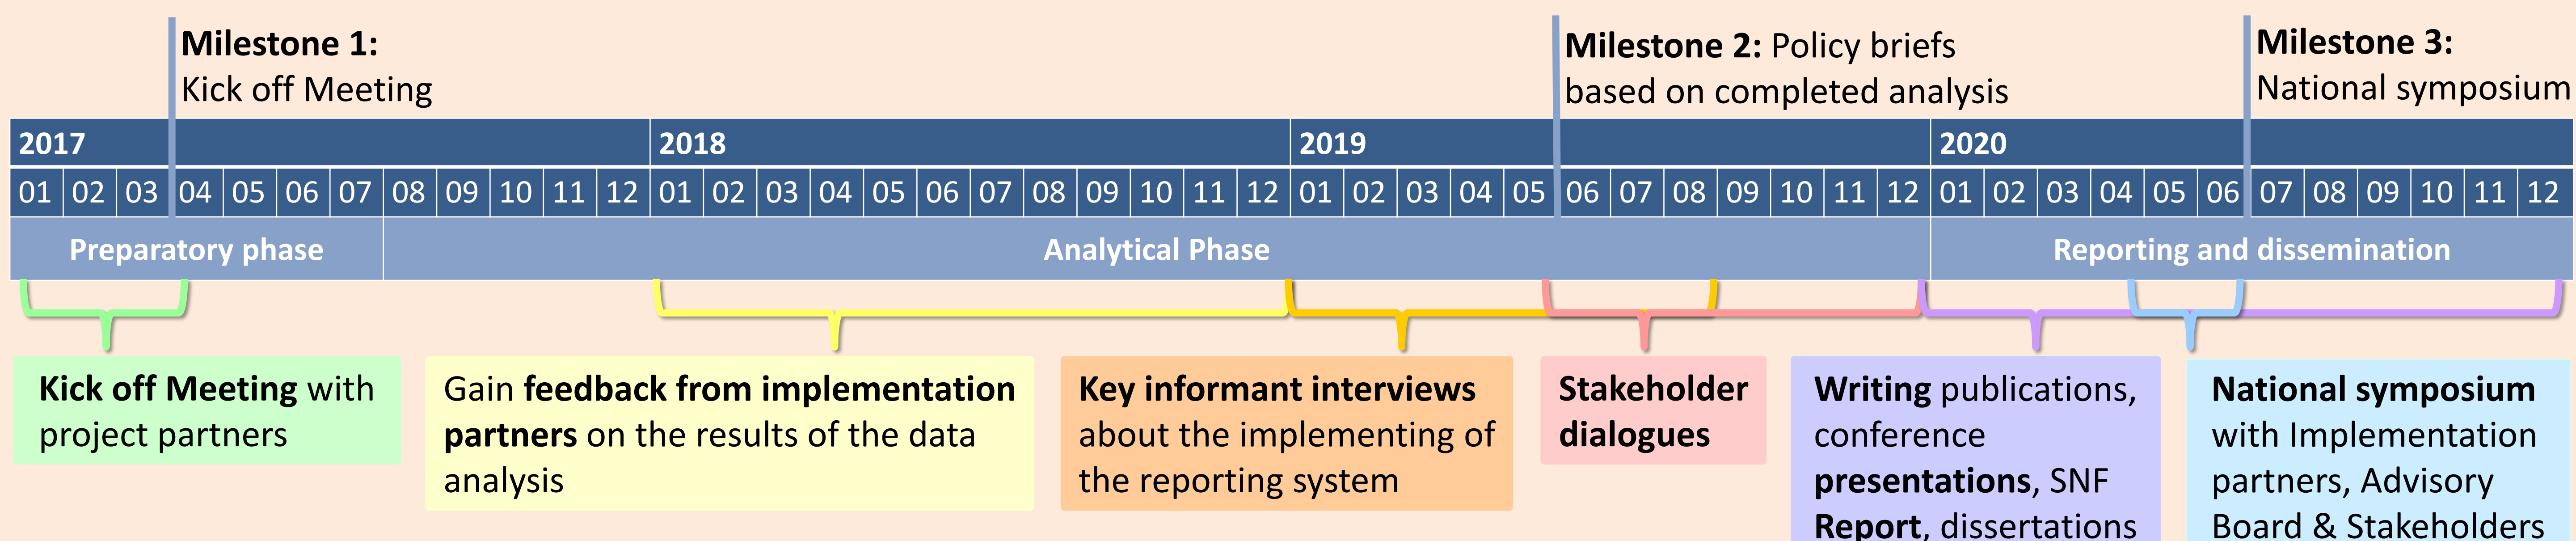 Milestone 1:
Kick off Meeting
Milestone 2: Policy briefs
based on completed analysis
Milestone 3:
National symposium
2017 2018 2019 2020
01 02 03 04 05 06 07 08 09 10 11 12 01 02 03 04 05 06 07 08 09 10 11 12 01 02 03 04 05 06 07 08 09 10 11 12 01 02 03 04 05 06 07 08 09 10 11 12
Preparatory phase Analytical Phase Reporting and dissemination
Kick off Meeting with
project partners
Gain feedback from implementation
partners on the results of the data
analysis
Key informant interviews
about the implementing of
the reporting system
Stakeholder
dialogues
Writing publications,
conference
presentations, SNF
Report, dissertations
National symposium
with Implementation
partners, Advisory
Board & Stakeholders